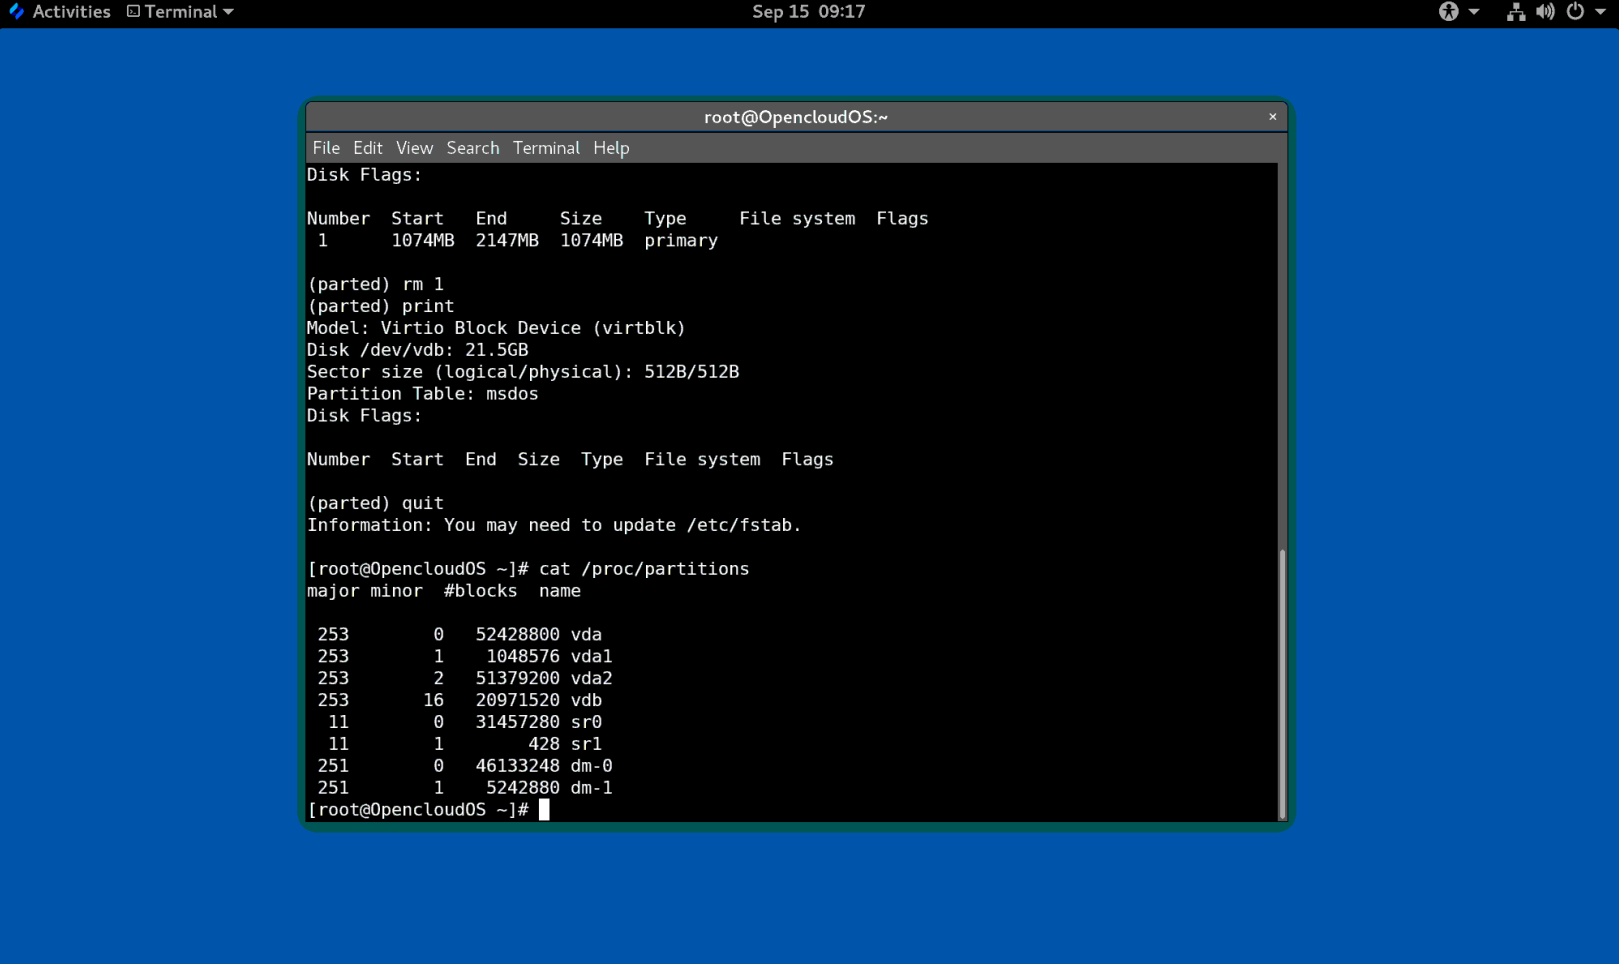 Activities Terminal Sep 15 09:17
root@OpencloudOS:~ ×
File Edit View Search Terminal Help
Disk Flags:
Number  Start   End     Size    Type     File system  Flags
 1      1074MB  2147MB  1074MB  primary
(parted) rm 1
(parted) print
Model: Virtio Block Device (virtblk)
Disk /dev/vdb: 21.5GB
Sector size (logical/physical): 512B/512B
Partition Table: msdos
Disk Flags:
Number  Start  End  Size  Type  File system  Flags
(parted) quit
Information: You may need to update /etc/fstab.
[root@OpencloudOS ~]# cat /proc/partitions
major minor  #blocks  name
 253        0   52428800 vda
 253        1    1048576 vda1
 253        2   51379200 vda2
 253       16   20971520 vdb
  11        0   31457280 sr0
  11        1        428 sr1
 251        0   46133248 dm-0
 251        1    5242880 dm-1
[root@OpencloudOS ~]#